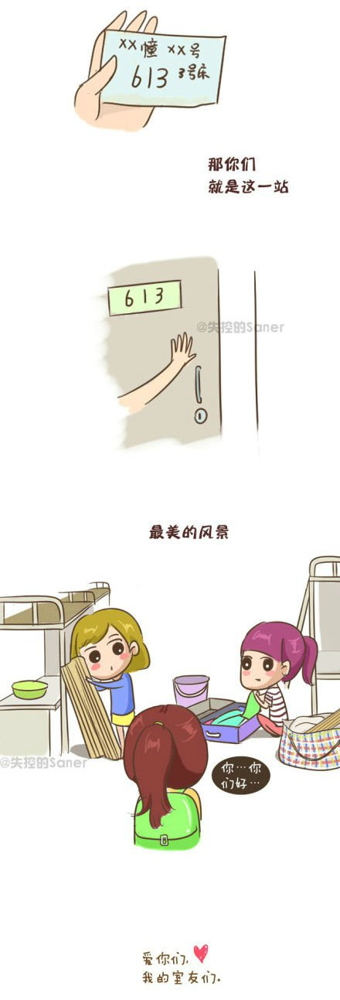 XX幢 XX号
613 3号床
那你们
就是这一站
613
@失控的Saner
最美的风景
@失控的Saner
你…你
们好…
爱你们,
我的室友们.